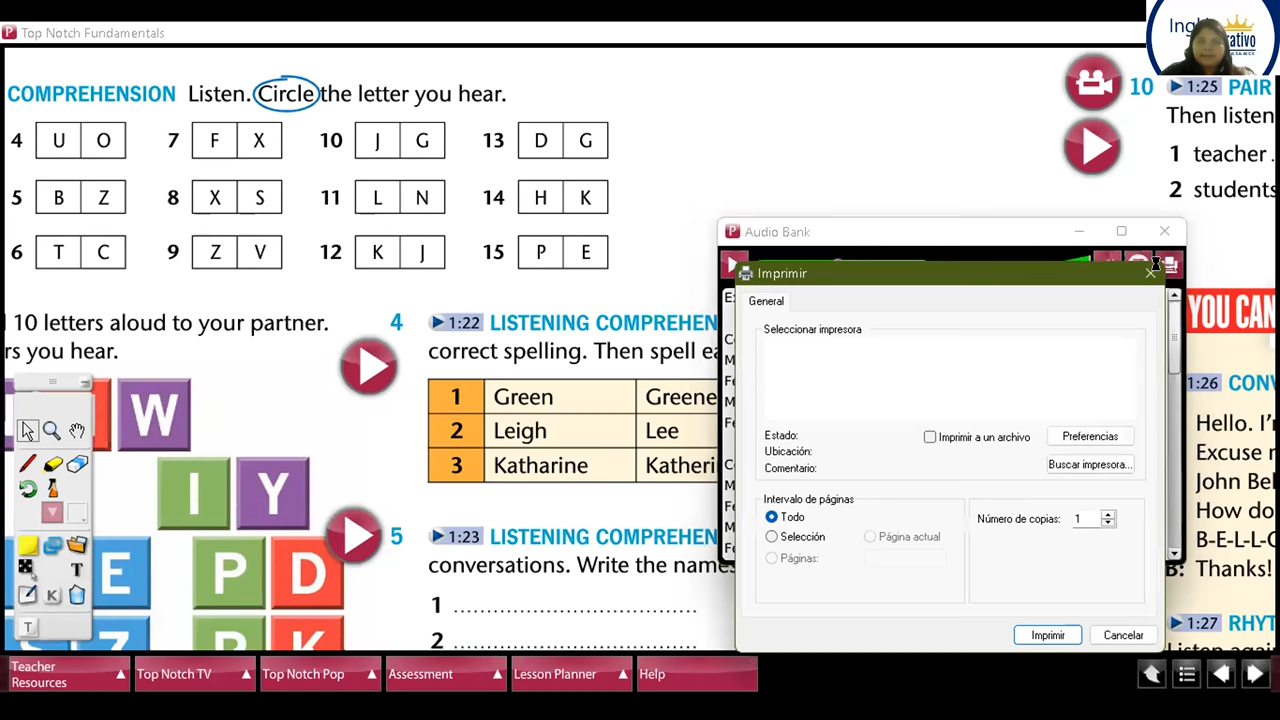 Top Notch Fundamentals
COMPREHENSION Listen. Circle the letter you hear.
4 U O 7 F X 10 J G 13 D G
5 B Z 8 X S 11 L N 14 H K
6 T C 9 Z V 12 K J 15 P E
10 letters aloud to your partner.
rs you hear.
W
I Y
E P D
4 1:22 LISTENING COMPREHEN
correct spelling. Then spell ea
1 Green Greene
2 Leigh Lee
3 Katharine Katheri
5 1:23 LISTENING COMPREHEN
conversations. Write the names
1
2
10 1:25 PAIR
Then listen
1 teacher
2 students
YOU CAN
1:26 CONV
Hello. I'm
Excuse m
John Bel
How do
B-E-L-L-
B: Thanks!
1:27 RHYT
Audio Bank
Imprimir
General
Seleccionar impresora
Estado:
Ubicación:
Comentario:
Imprimir a un archivo
Preferencias
Buscar impresora...
Intervalo de páginas
Todo
Selección
Página actual
Páginas:
Número de copias: 1
Imprimir
Cancelar
T
K
T
Teacher
Resources
Top Notch TV
Top Notch Pop
Assessment
Lesson Planner
Help